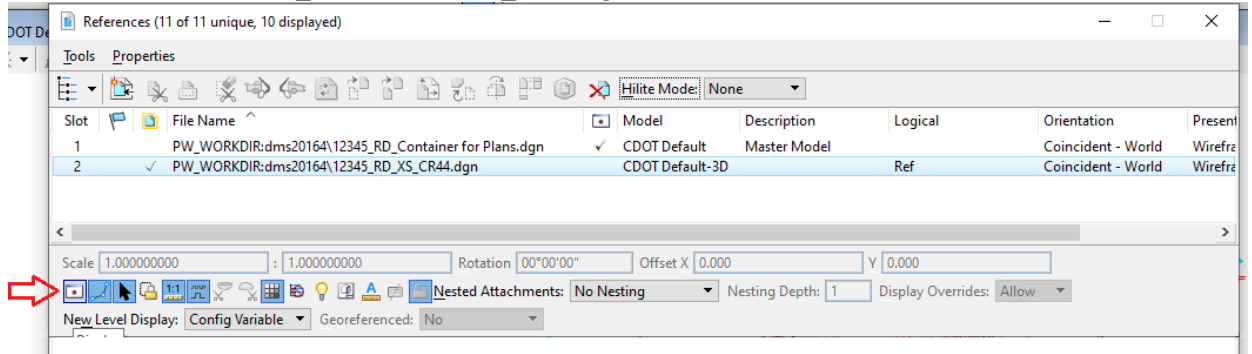 DOT De
References (11 of 11 unique, 10 displayed)
Tools Properties
Hilite Mode: None
Slot File Name Model Description Logical Orientation Present
1 PW_WORKDIR:dms20164\12345_RD_Container for Plans.dgn CDOT Default Master Model Coincident - World Wirefra
2 PW_WORKDIR:dms20164\12345_RD_XS_CR44.dgn CDOT Default-3D Ref Coincident - World Wirefra
Scale 1.000000000 : 1.000000000 Rotation 00°00'00" Offset X 0.000 Y 0.000
1:1 Nested Attachments: No Nesting Nesting Depth: 1 Display Overrides: Allow
New Level Display: Config Variable Georeferenced: No